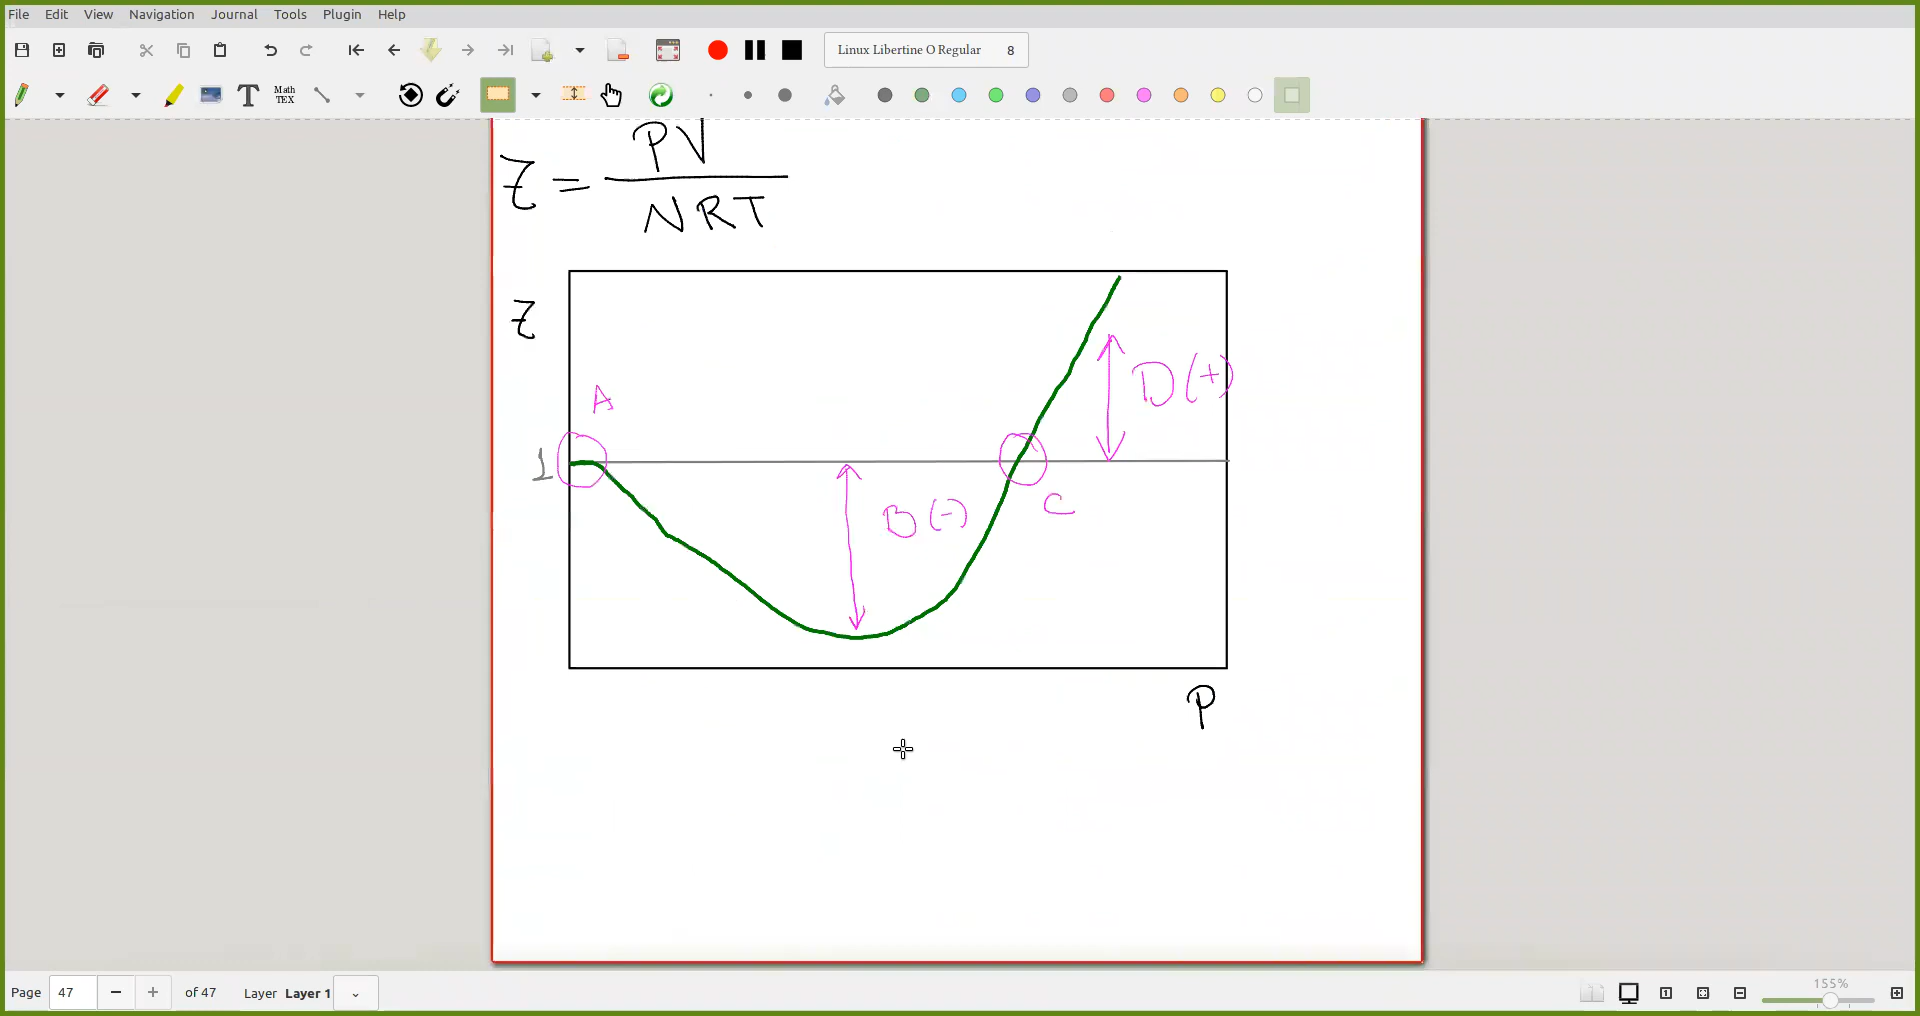 File Edit View Navigation Journal Tools Plugin Help
Linux Libertine O Regular 8
T Math TEX
Z = PV / NRT
Z
A
D (+)
1
B (-)
C
P
Page 47 of 47 Layer Layer 1
155%